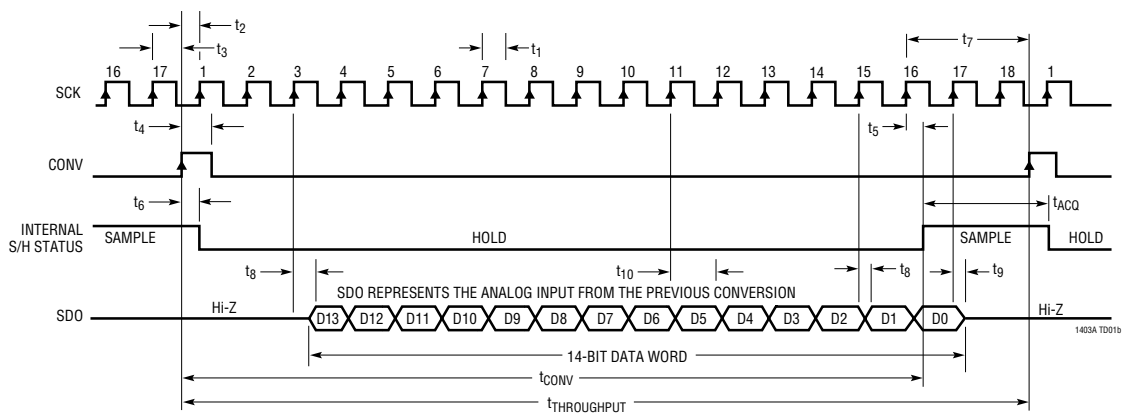 t2
t3
t1
t7
16 17 1 2 3 4 5 6 7 8 9 10 11 12 13 14 15 16 17 18 1
SCK
t4
t5
CONV
t6
tACQ
INTERNAL
S/H STATUS
SAMPLE HOLD SAMPLE HOLD
t8 t10 t8 t9
SDO REPRESENTS THE ANALOG INPUT FROM THE PREVIOUS CONVERSION
SDO Hi-Z D13 D12 D11 D10 D9 D8 D7 D6 D5 D4 D3 D2 D1 D0 Hi-Z
1403A TD01b
14-BIT DATA WORD
tCONV
tTHROUGHPUT